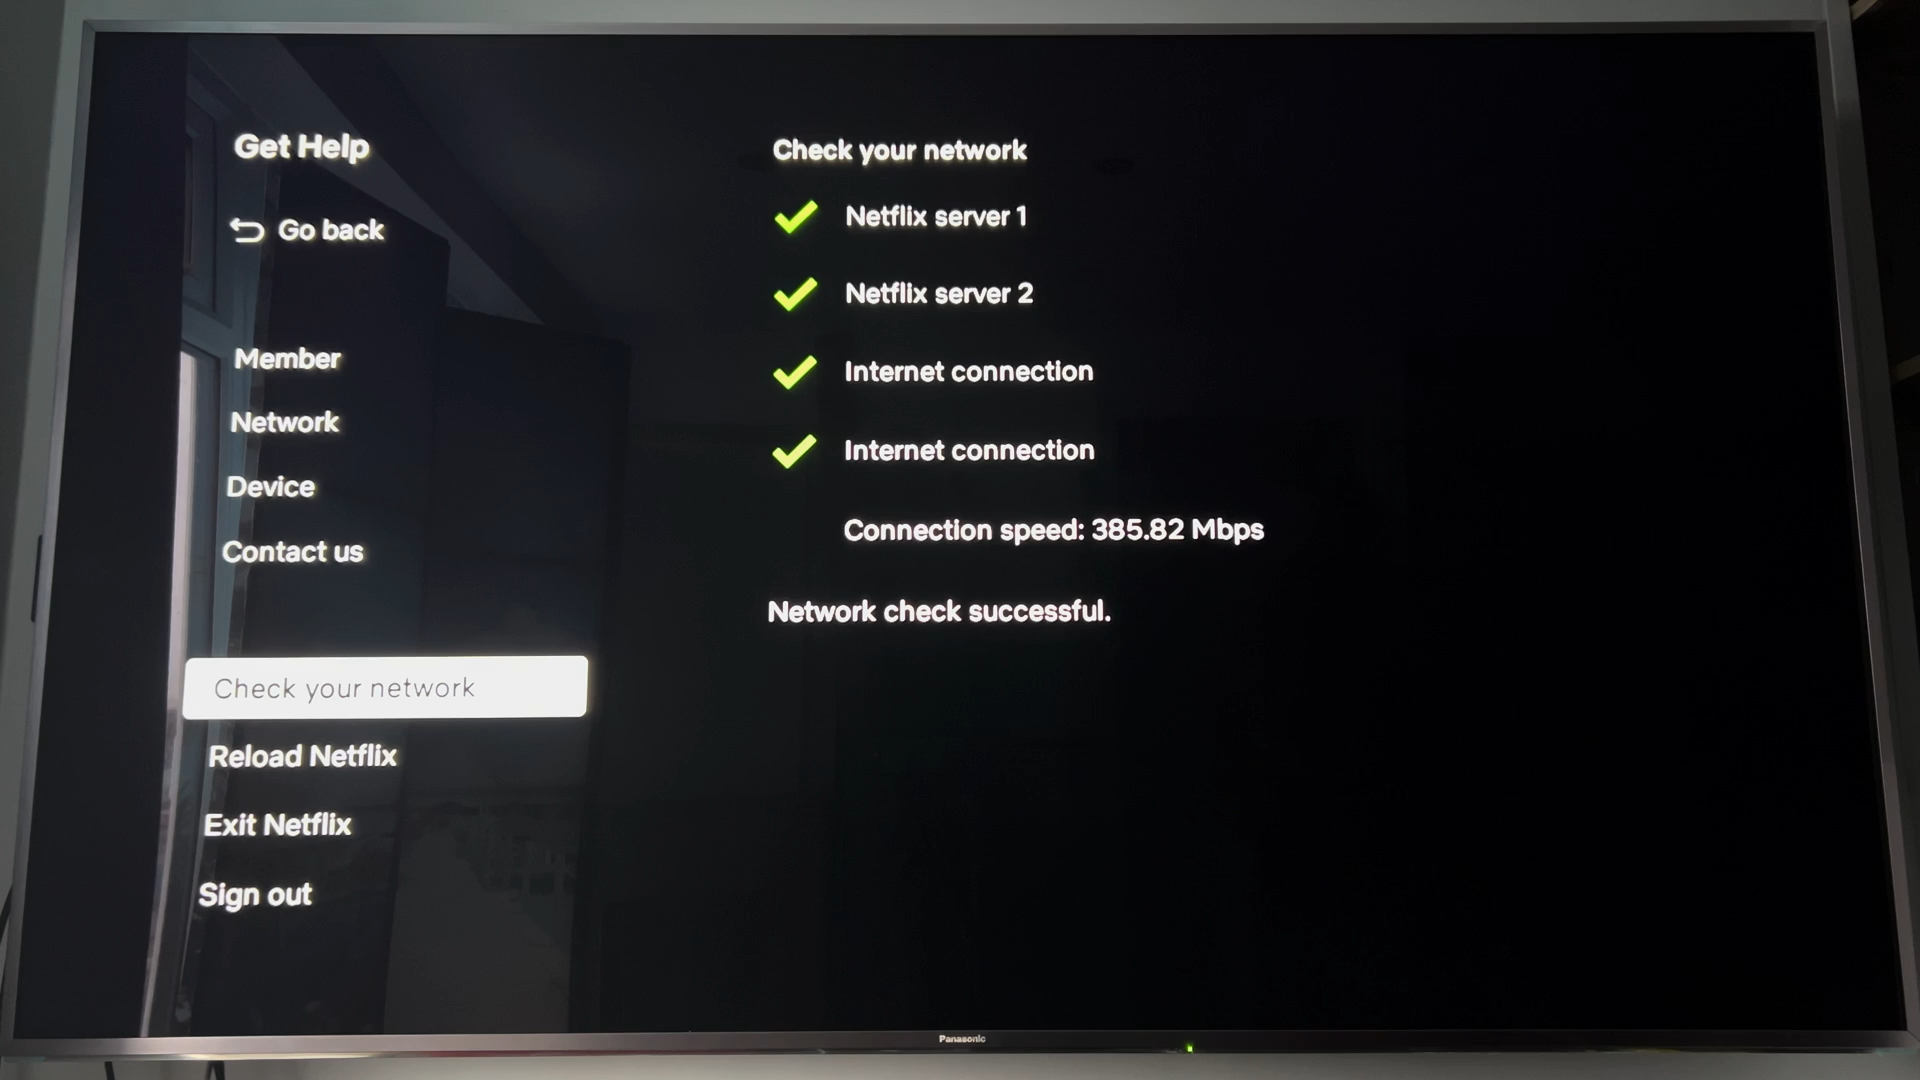 Get Help
Go back
Member
Network
Device
Contact us
Check your network
Reload Netflix
Exit Netflix
Sign out
Check your network
Netflix server 1
Netflix server 2
Internet connection
Internet connection
Connection speed: 385.82 Mbps
Network check successful.
Panasonic